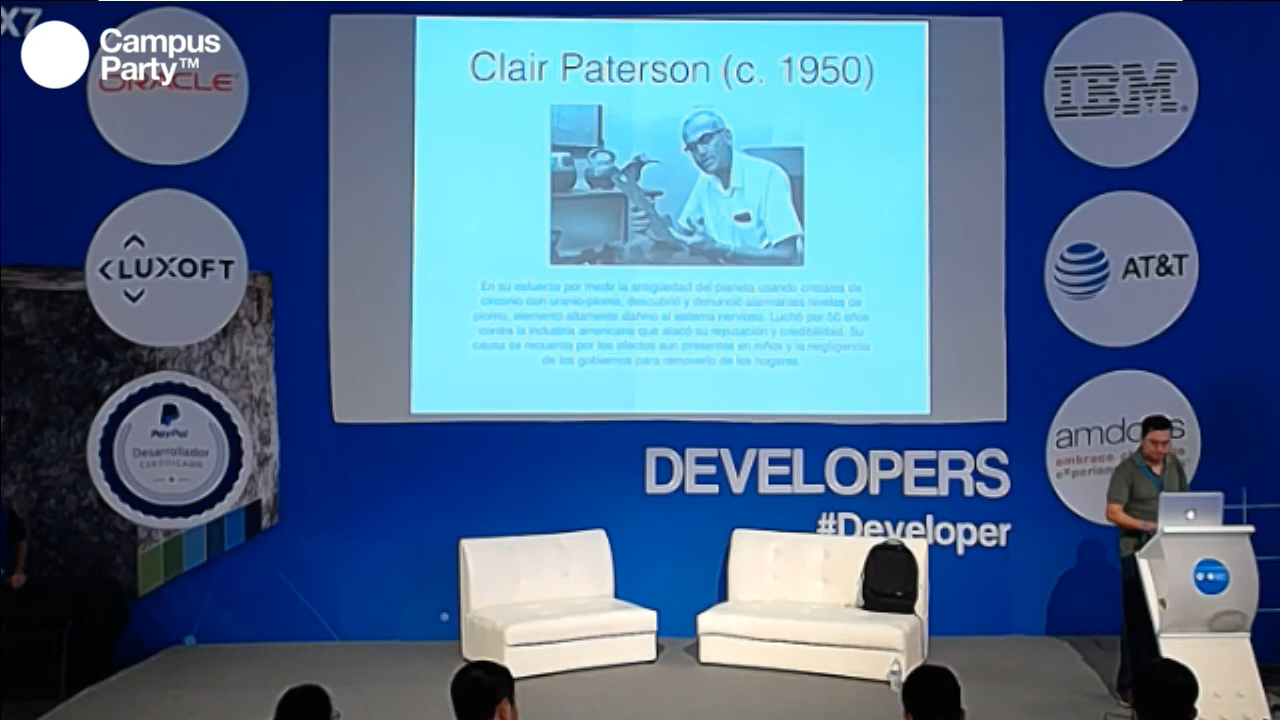 X7
Campus
Party™
ORACLE
Clair Paterson (c. 1950)
IBM
LUXOFT
AT&T
En su esfuerzo por medir la antigüedad del planeta usando cristales de
circonio con uranio-plomo, descubrió y denunció alarmantes niveles de
plomo, elemento altamente dañino al sistema nervioso. Luchó por 50 años
contra la industria americana que atacó su reputación y credibilidad. Su
causa se recuerda por los efectos aun presentes en niños y la negligencia
de los gobiernos para removerlo de los hogares.
PayPal
Desarrollador
CERTIFICADO
embrace
DEVELOPERS
#Developer